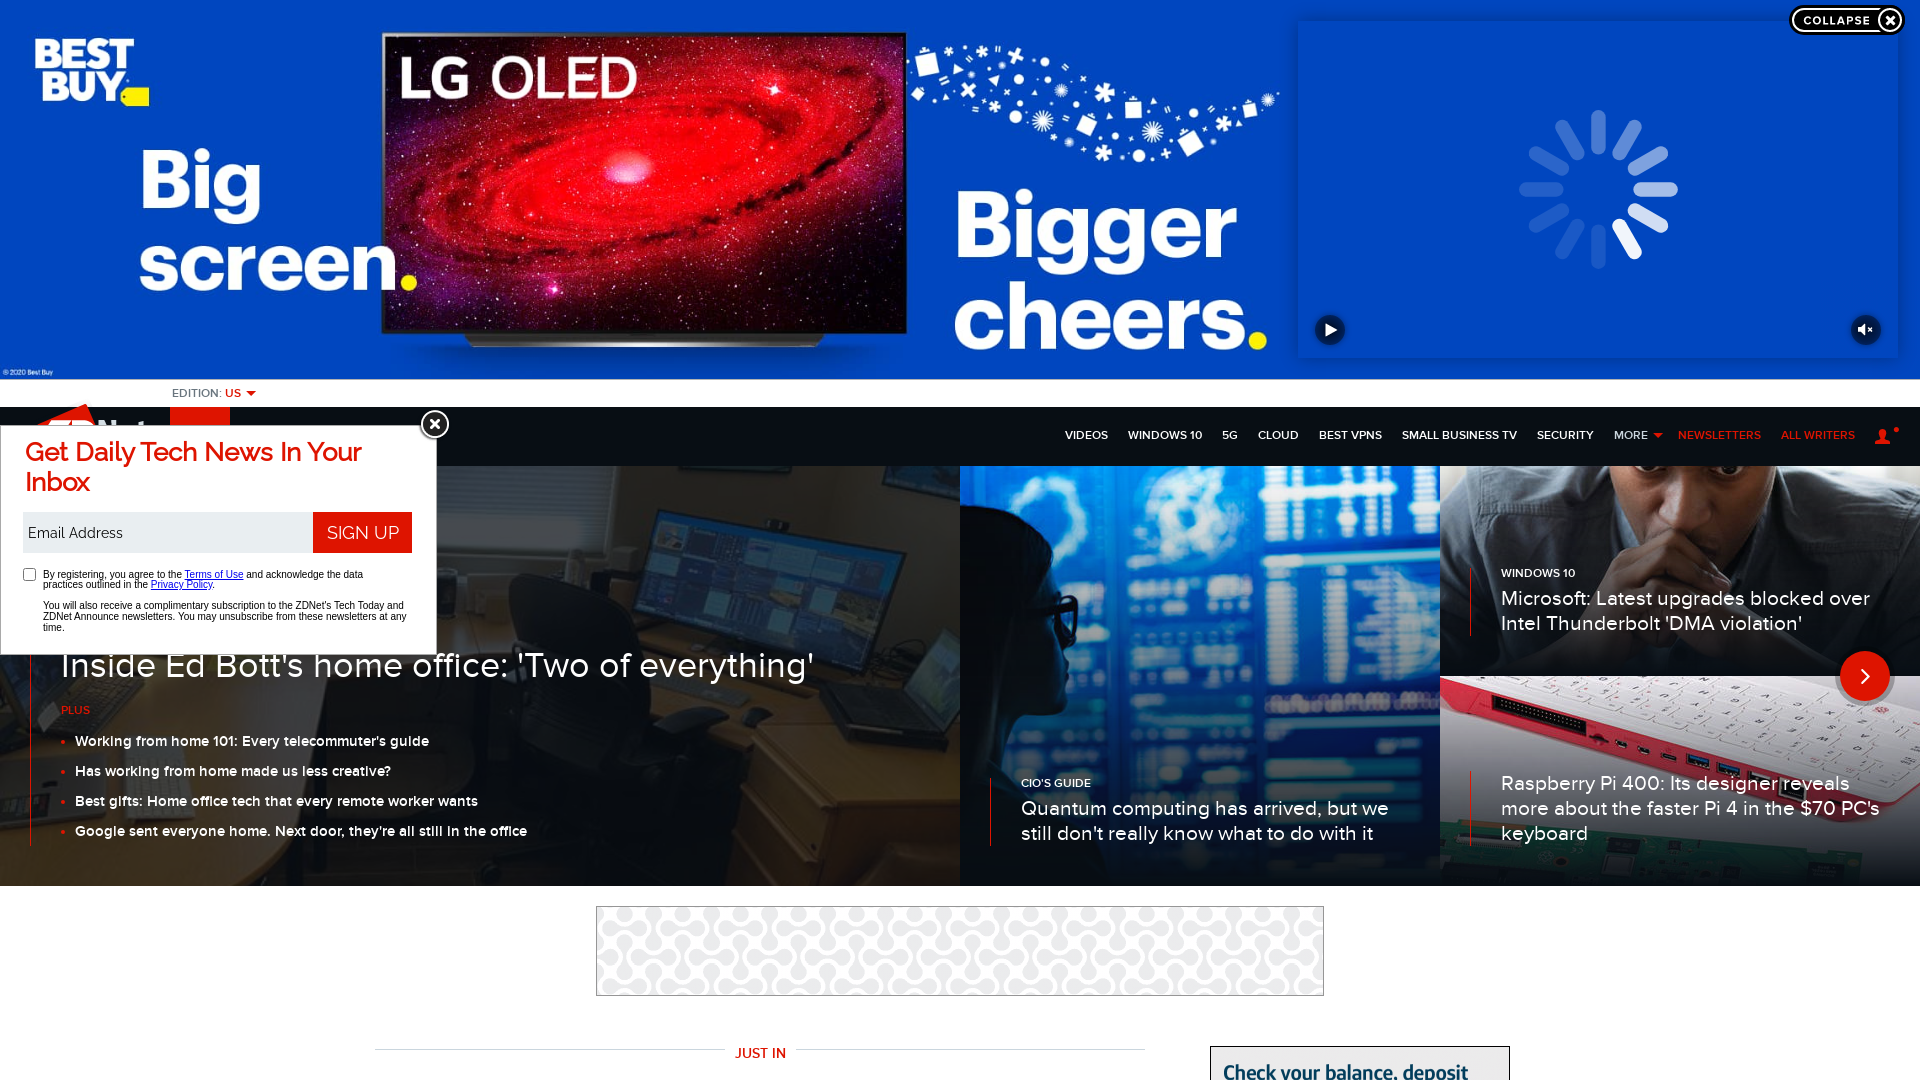 COLLAPSE
BEST
BUY
LG OLED
Big
screen.
Bigger
cheers.
© 2020 Best Buy
EDITION: US
VIDEOS WINDOWS 10 5G CLOUD BEST VPNS SMALL BUSINESS TV SECURITY MORE NEWSLETTERS ALL WRITERS
Get Daily Tech News In Your
Inbox
Email Address
SIGN UP
By registering, you agree to the Terms of Use and acknowledge the data
practices outlined in the Privacy Policy.
You will also receive a complimentary subscription to the ZDNet's Tech Today and
ZDNet Announce newsletters. You may unsubscribe from these newsletters at any
time.
Inside Ed Bott's home office: 'Two of everything'
PLUS
Working from home 101: Every telecommuter's guide
Has working from home made us less creative?
Best gifts: Home office tech that every remote worker wants
Google sent everyone home. Next door, they're all still in the office
CIO'S GUIDE
Quantum computing has arrived, but we
still don't really know what to do with it
WINDOWS 10
Microsoft: Latest upgrades blocked over
Intel Thunderbolt 'DMA violation'
Raspberry Pi 400: Its designer reveals
more about the faster Pi 4 in the $70 PC's
keyboard
JUST IN
Check your balance, deposit